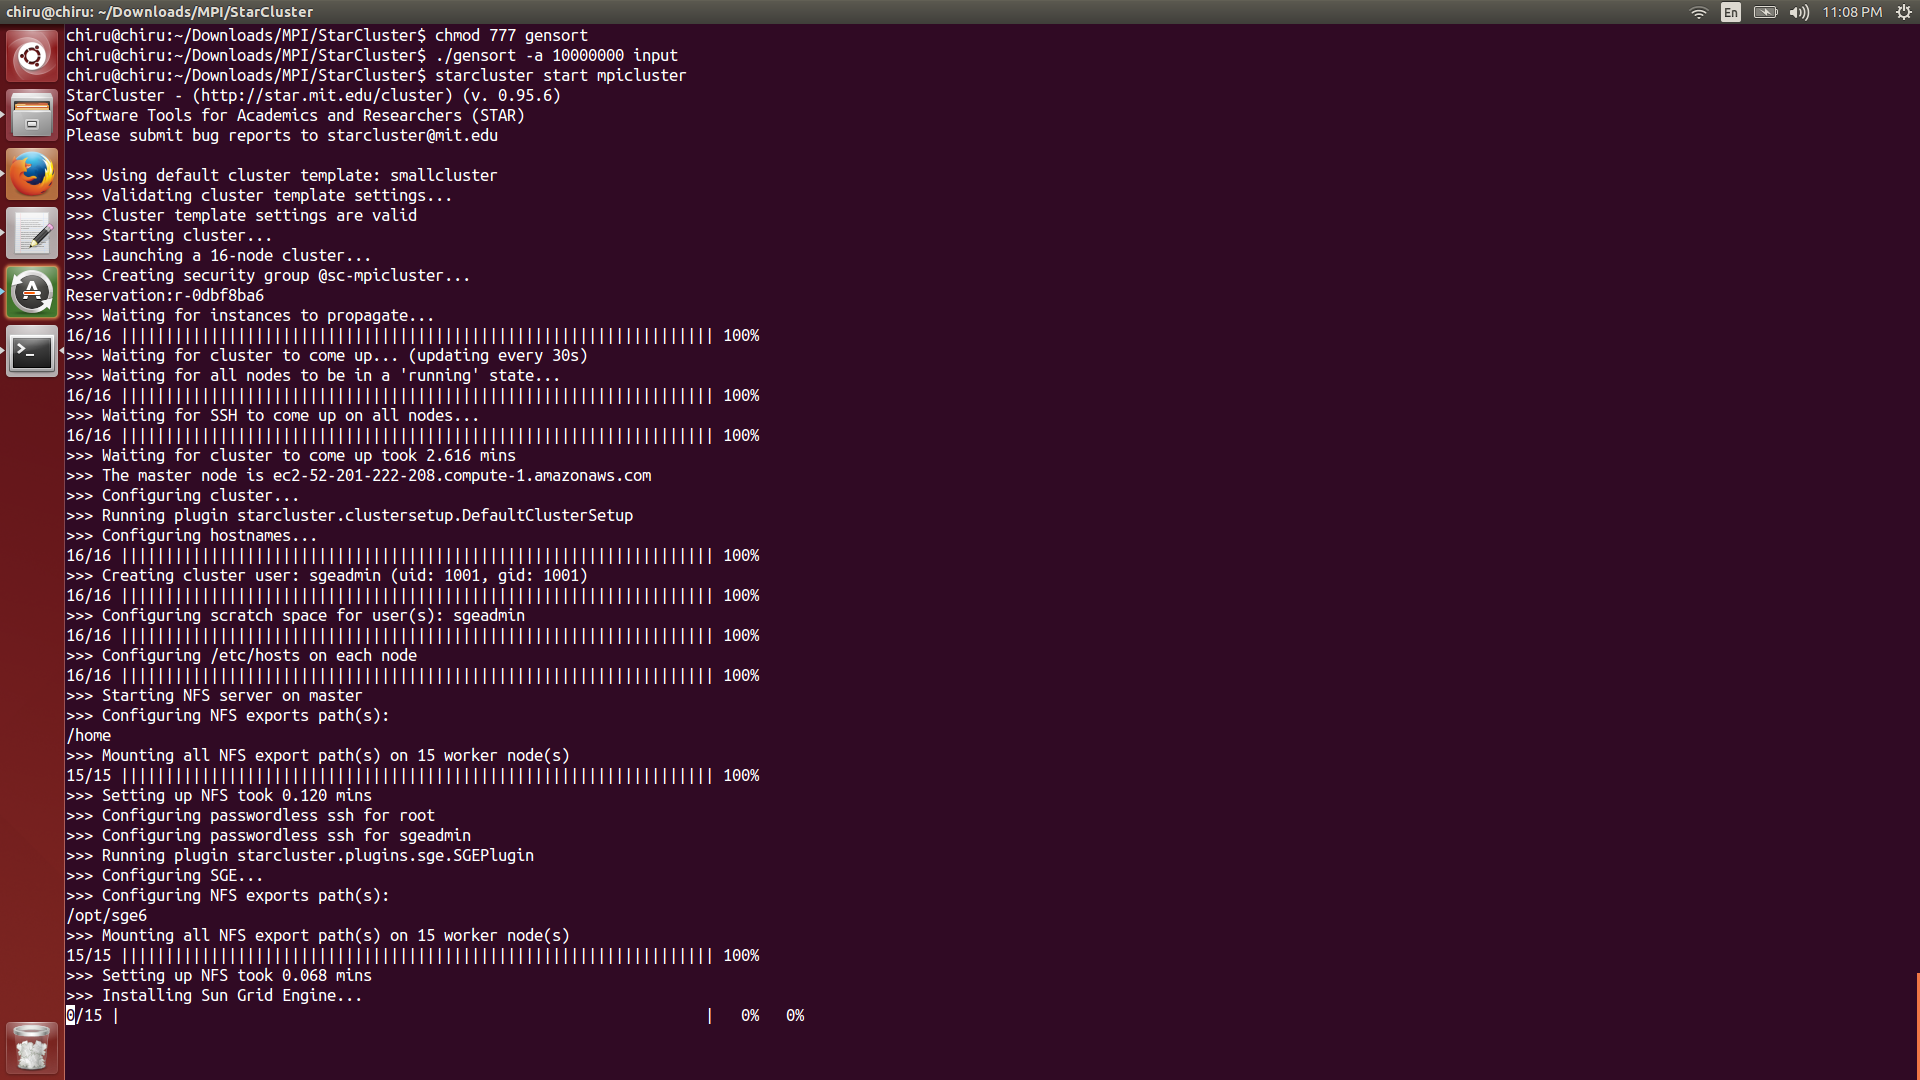 chiru@chiru: ~/Downloads/MPI/StarCluster
En
11:08 PM
chiru@chiru:~/Downloads/MPI/StarCluster$ chmod 777 gensort
chiru@chiru:~/Downloads/MPI/StarCluster$ ./gensort -a 10000000 input
chiru@chiru:~/Downloads/MPI/StarCluster$ starcluster start mpicluster
StarCluster - (http://star.mit.edu/cluster) (v. 0.95.6)
Software Tools for Academics and Researchers (STAR)
Please submit bug reports to starcluster@mit.edu
>>> Using default cluster template: smallcluster
>>> Validating cluster template settings...
>>> Cluster template settings are valid
>>> Starting cluster...
>>> Launching a 16-node cluster...
>>> Creating security group @sc-mpicluster...
Reservation:r-0dbf8ba6
>>> Waiting for instances to propagate...
16/16 |||||||||||||||||||||||||||||||||||||||||||||||||||||||||||||||||| 100%
>>> Waiting for cluster to come up... (updating every 30s)
>>> Waiting for all nodes to be in a 'running' state...
16/16 |||||||||||||||||||||||||||||||||||||||||||||||||||||||||||||||||| 100%
>>> Waiting for SSH to come up on all nodes...
16/16 |||||||||||||||||||||||||||||||||||||||||||||||||||||||||||||||||| 100%
>>> Waiting for cluster to come up took 2.616 mins
>>> The master node is ec2-52-201-222-208.compute-1.amazonaws.com
>>> Configuring cluster...
>>> Running plugin starcluster.clustersetup.DefaultClusterSetup
>>> Configuring hostnames...
16/16 |||||||||||||||||||||||||||||||||||||||||||||||||||||||||||||||||| 100%
>>> Creating cluster user: sgeadmin (uid: 1001, gid: 1001)
16/16 |||||||||||||||||||||||||||||||||||||||||||||||||||||||||||||||||| 100%
>>> Configuring scratch space for user(s): sgeadmin
16/16 |||||||||||||||||||||||||||||||||||||||||||||||||||||||||||||||||| 100%
>>> Configuring /etc/hosts on each node
16/16 |||||||||||||||||||||||||||||||||||||||||||||||||||||||||||||||||| 100%
>>> Starting NFS server on master
>>> Configuring NFS exports path(s):
/home
>>> Mounting all NFS export path(s) on 15 worker node(s)
15/15 |||||||||||||||||||||||||||||||||||||||||||||||||||||||||||||||||| 100%
>>> Setting up NFS took 0.120 mins
>>> Configuring passwordless ssh for root
>>> Configuring passwordless ssh for sgeadmin
>>> Running plugin starcluster.plugins.sge.SGEPlugin
>>> Configuring SGE...
>>> Configuring NFS exports path(s):
/opt/sge6
>>> Mounting all NFS export path(s) on 15 worker node(s)
15/15 |||||||||||||||||||||||||||||||||||||||||||||||||||||||||||||||||| 100%
>>> Setting up NFS took 0.068 mins
>>> Installing Sun Grid Engine...
0/15 |                                                                 |   0%   0%